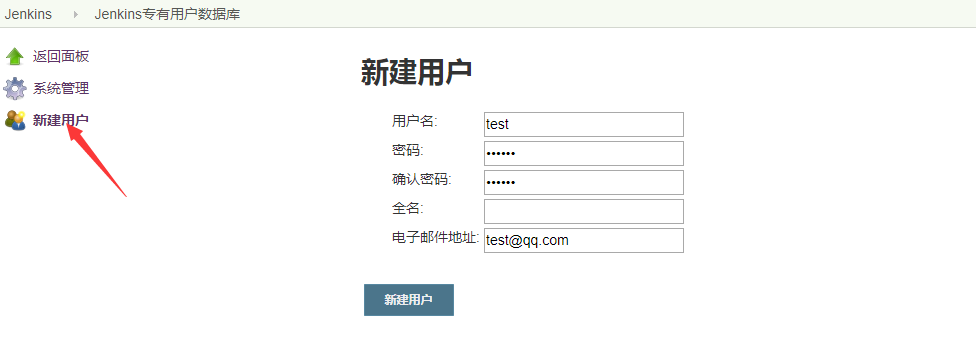 Jenkins Jenkins专有用户数据库
返回面板
系统管理
新建用户
新建用户
用户名: test
密码: ••••••
确认密码: ••••••
全名:
电子邮件地址: test@qq.com
新建用户